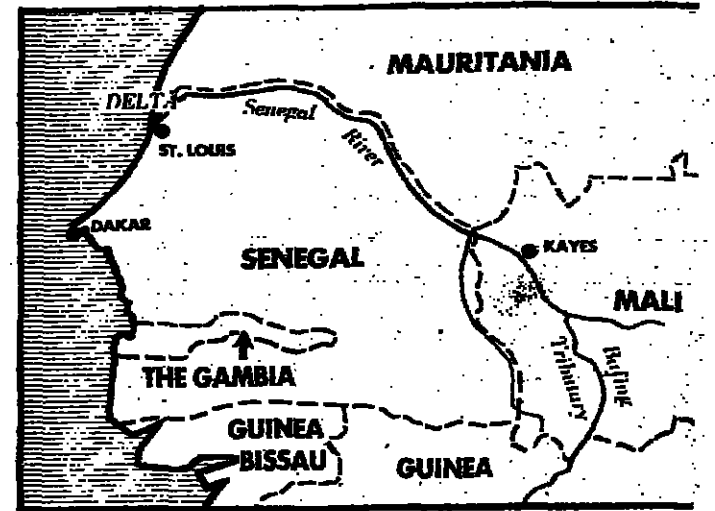 MAURITANIA
DELTA
Senegal
River
ST. LOUIS
DAKAR
SENEGAL
KAYES
MALI
THE GAMBIA
Tributary
Bafing
GUINEA
BISSAU
GUINEA